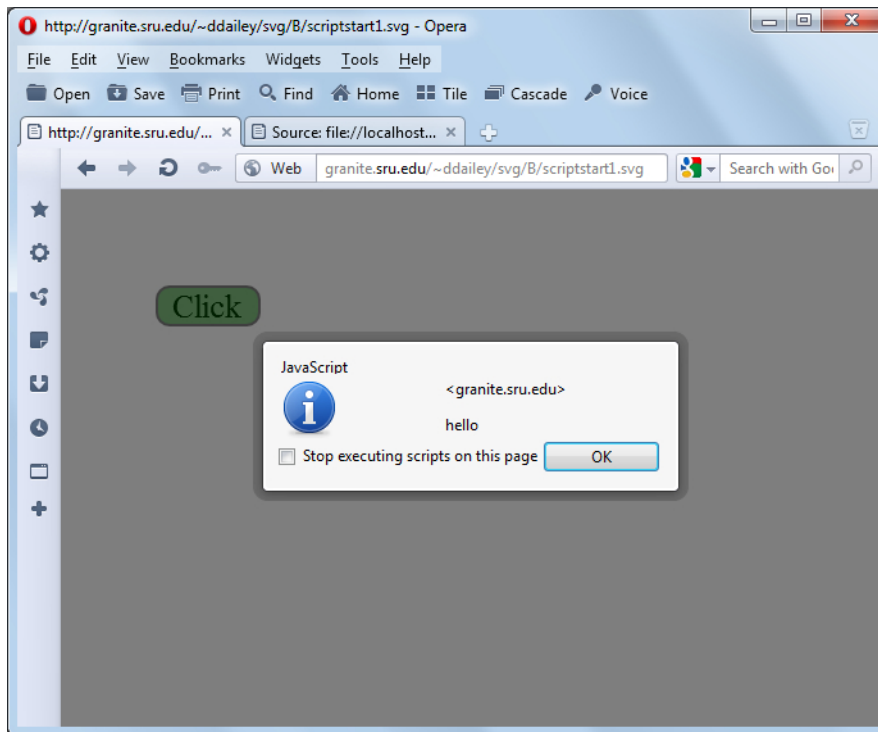 http://granite.sru.edu/~ddailey/svg/B/scriptstart1.svg - Opera
File Edit View Bookmarks Widgets Tools Help
Open Save Print Find Home Tile Cascade Voice
http://granite.sru.edu/... Source: file://localhost...
Web granite.sru.edu/~ddailey/svg/B/scriptstart1.svg Search with Goo
Click
JavaScript
<granite.sru.edu>
hello
Stop executing scripts on this page OK